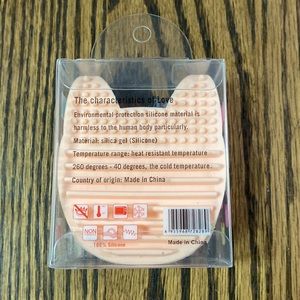 The characteristics of Love
Environmental protection silicone material is
harmless to the human body particularly.
Material: silica gel (Silicone)
Temperature range: heat resistant temperature
260 degrees - 40 degrees, the cold temperature.
Country of origin: Made in China
NON
100% Silicone
Made in China